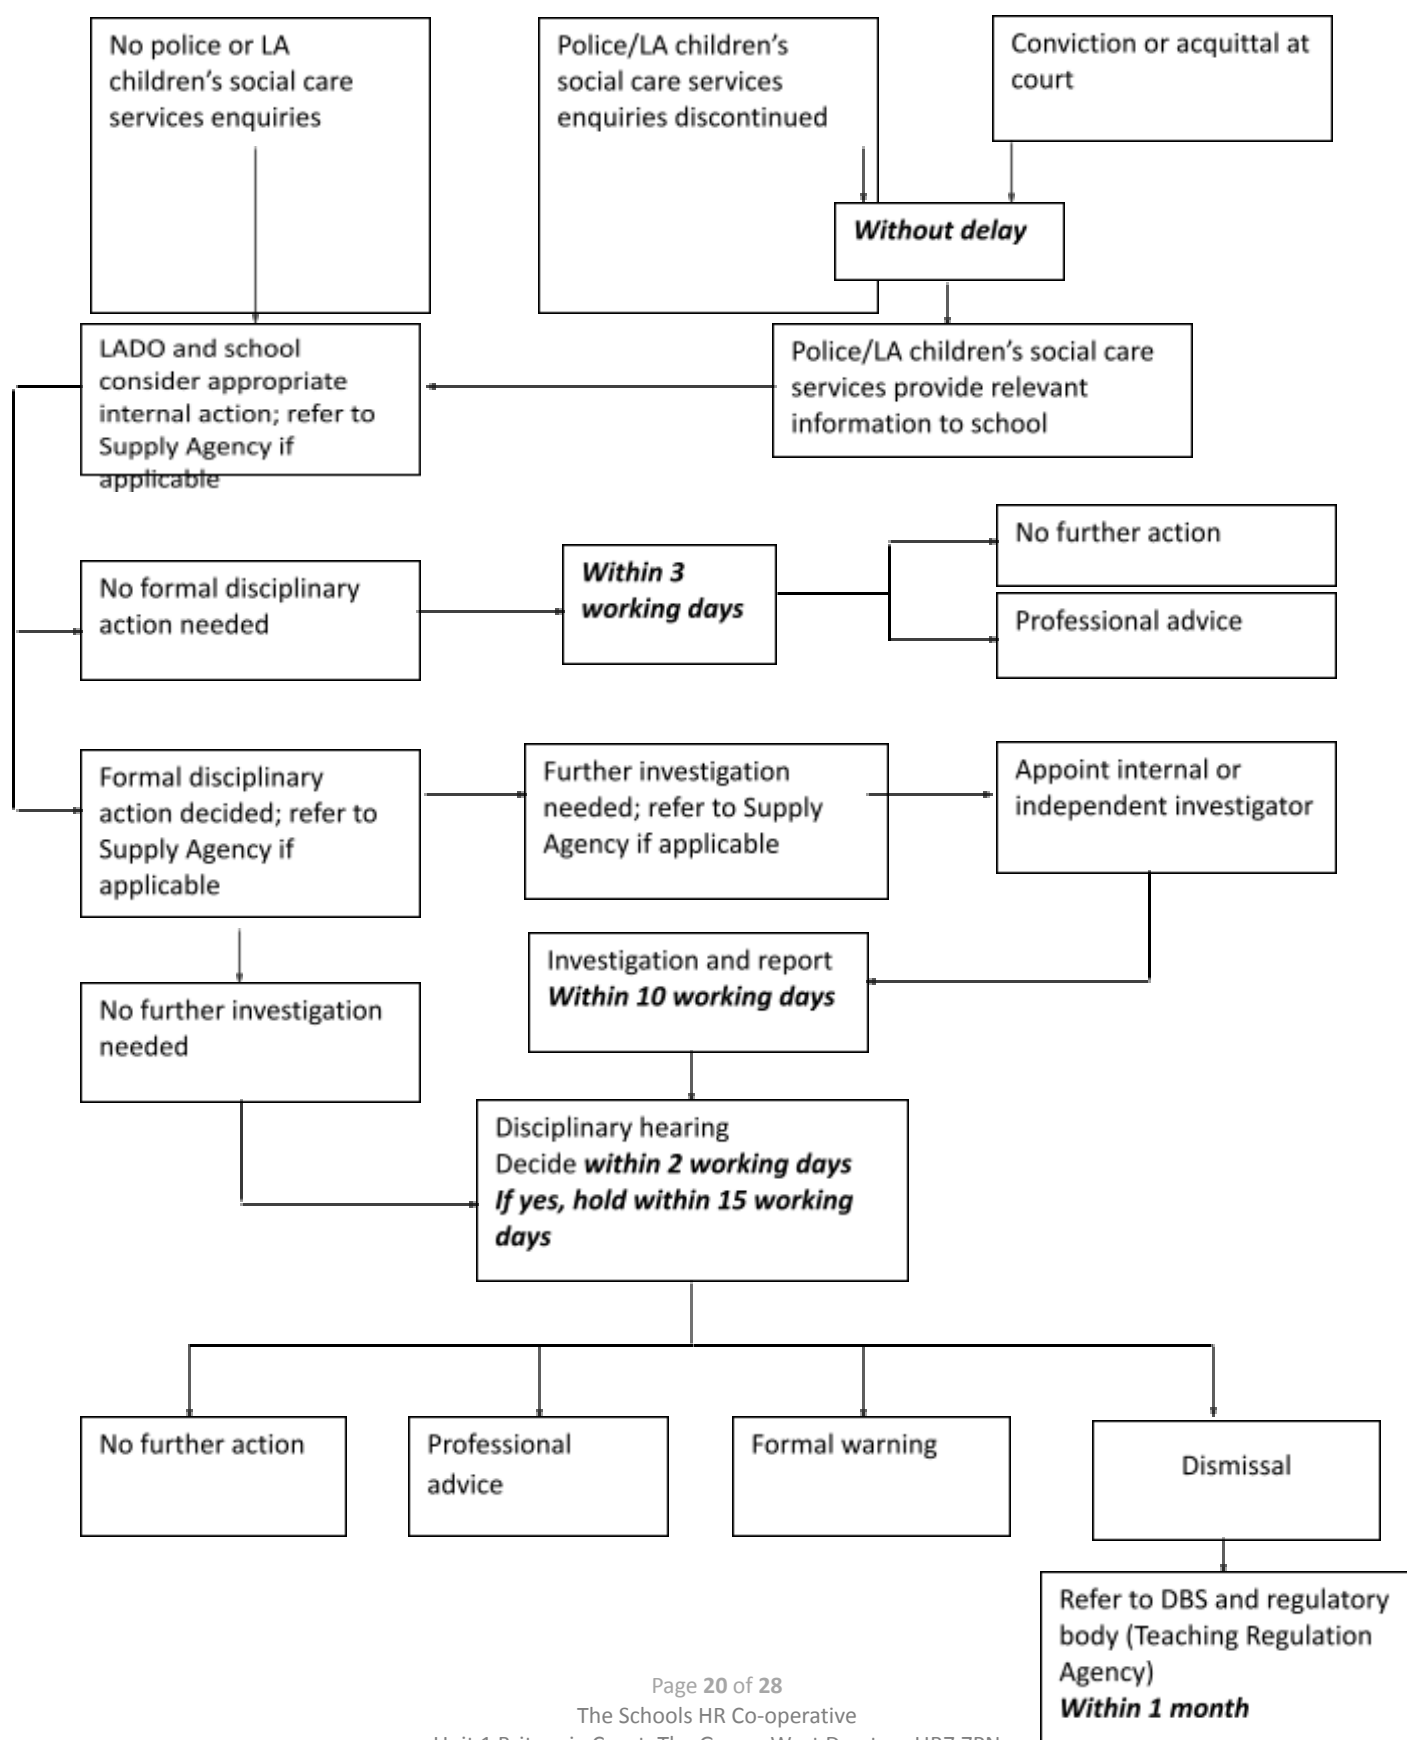 No police or LA
children's social care
services enquiries
Police/LA children's
social care services
enquiries discontinued
Conviction or acquittal at
court
Without delay
LADO and school
consider appropriate
internal action; refer to
Supply Agency if
applicable
Police/LA children's social care
services provide relevant
information to school
No formal disciplinary
action needed
Within 3
working days
No further action
Professional advice
Formal disciplinary
action decided; refer to
Supply Agency if
applicable
Further investigation
needed; refer to Supply
Agency if applicable
Appoint internal or
independent investigator
Investigation and report
Within 10 working days
No further investigation
needed
Disciplinary hearing
Decide within 2 working days
If yes, hold within 15 working
days
No further action
Professional
advice
Formal warning
Dismissal
Refer to DBS and regulatory
body (Teaching Regulation
Agency)
Within 1 month
Page 20 of 28
The Schools HR Co-operative